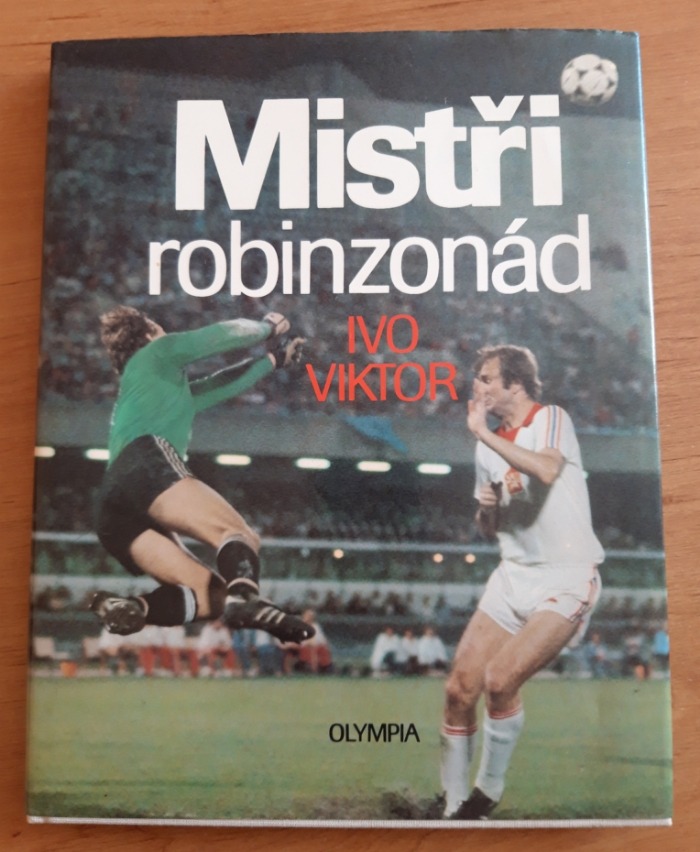 Mistři
robinzonád
IVO
VIKTOR
OLYMPIA